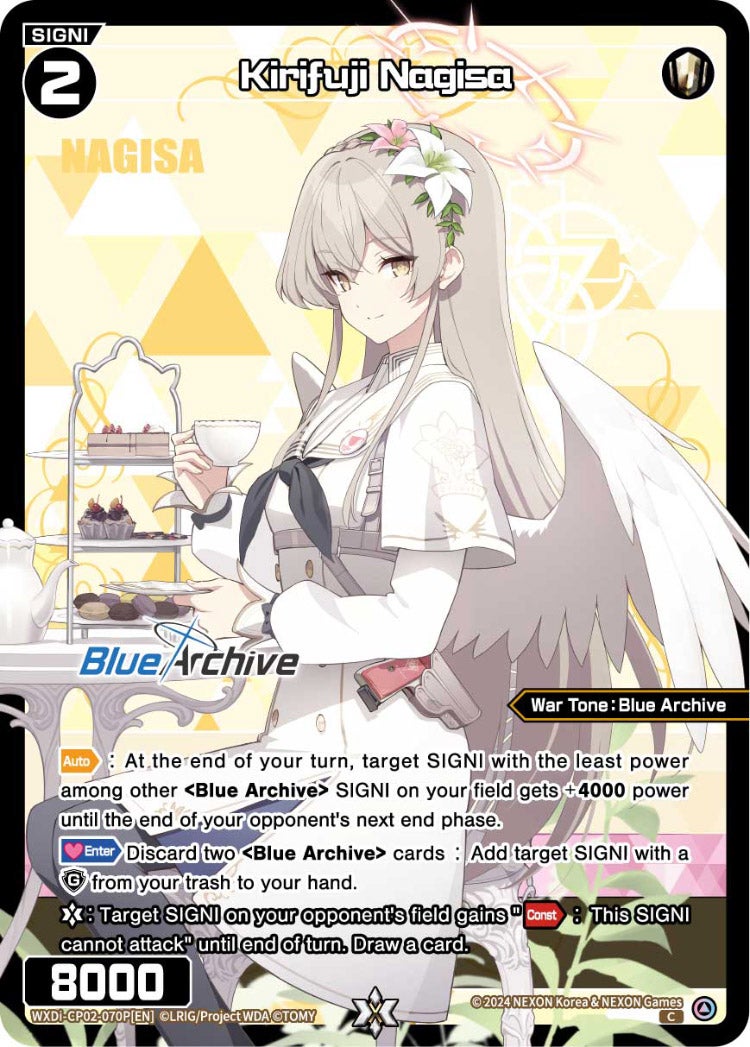 SIGNI
2
Kirifuji Nagisa
NAGISA
Blue Archive
War Tone:Blue Archive
Auto : At the end of your turn, target SIGNI with the least power
among other <Blue Archive> SIGNI on your field gets +4000 power
until the end of your opponent's next end phase.
Enter Discard two <Blue Archive> cards : Add target SIGNI with a
G from your trash to your hand.
: Target SIGNI on your opponent's field gains "Const : This SIGNI
cannot attack" until end of turn. Draw a card.
8000
WXDi-CP02-070P[EN] ©LRIG/Project WDA ©TOMY
©2024 NEXON Korea & NEXON Games
C